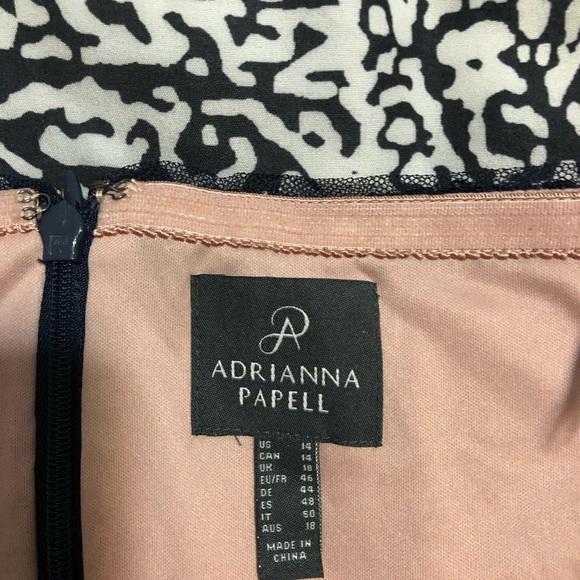 ADRIANNA
PAPELL
US 14
CAN 14
UK 18
EU/FR 46
DE 44
ES 48
IT 50
AUS 18
MADE IN
CHINA